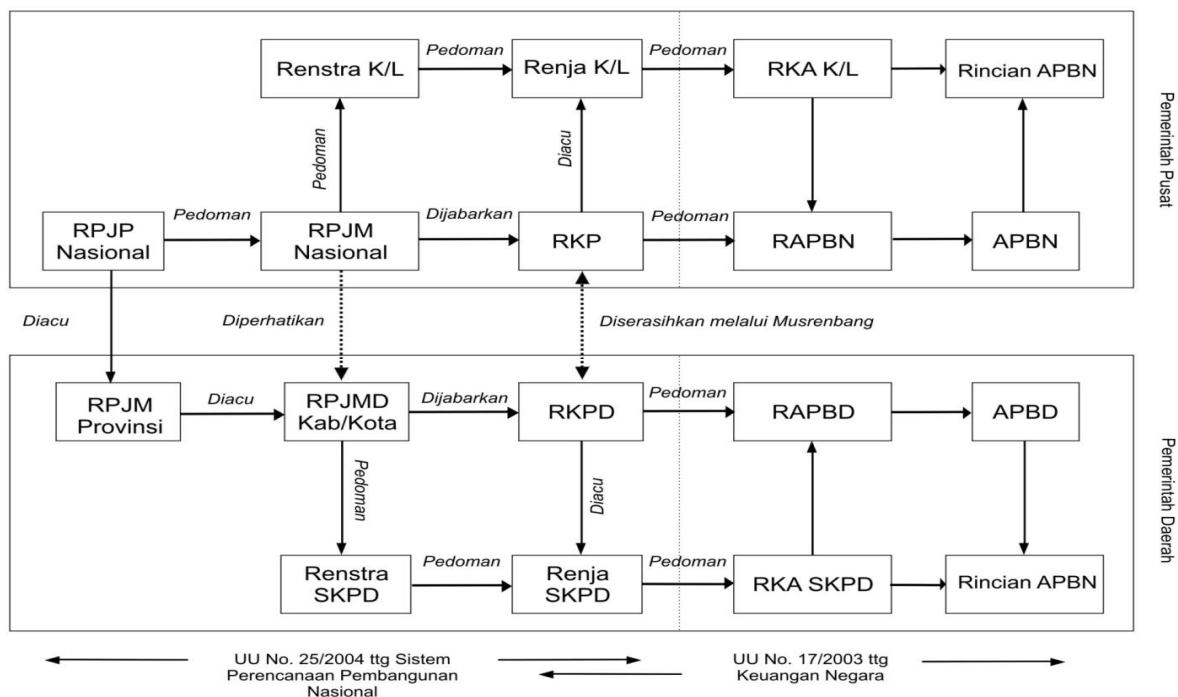 Pedoman
Pedoman
Renstra K/L
Renja K/L
RKA K/L
Rincian APBN
Pedoman
Diacu
Pemerintah Pusat
Pedoman
Dijabarkan
Pedoman
RPJP
Nasional
RPJM
Nasional
RKP
RAPBN
APBN
Diacu
Diperhatikan
Diserasihkan melalui Musrenbang
RPJM
Provinsi
Diacu
RPJMD
Kab/Kota
Dijabarkan
RKPD
Pedoman
RAPBD
APBD
Pedoman
Diacu
Pemerintah Daerah
Renstra
SKPD
Pedoman
Renja
SKPD
Pedoman
RKA SKPD
Rincian APBN
UU No. 25/2004 ttg Sistem
Perencanaan Pembangunan
Nasional
UU No. 17/2003 ttg
Keuangan Negara